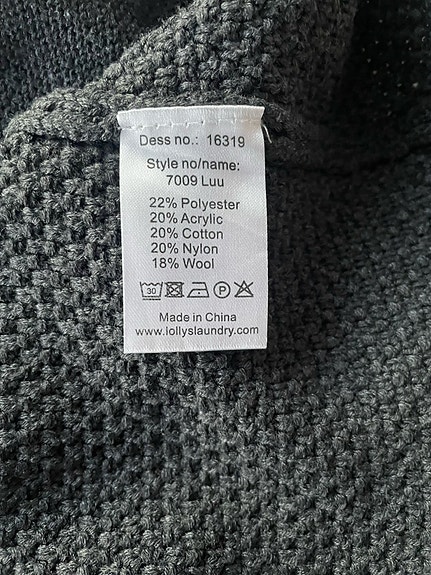 Dess no.: 16319
Style no/name:
7009 Luu
22% Polyester
20% Acrylic
20% Cotton
20% Nylon
18% Wool
30 P
Made in China
www.lollyslaundry.com